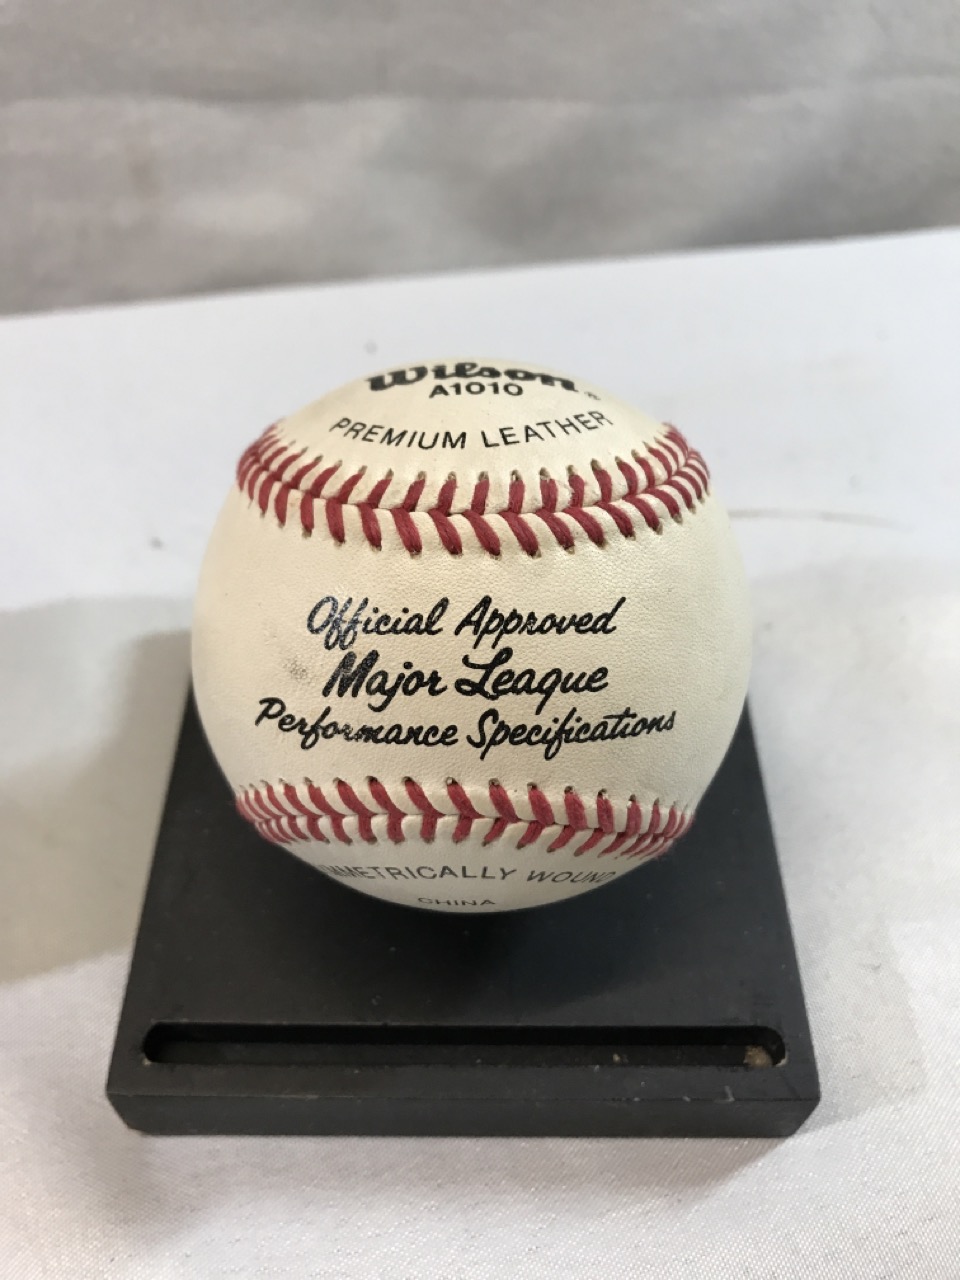 Wilson®
A1010
PREMIUM LEATHER
Official Approved
Major League
Performance Specifications
WOUND
CHINA